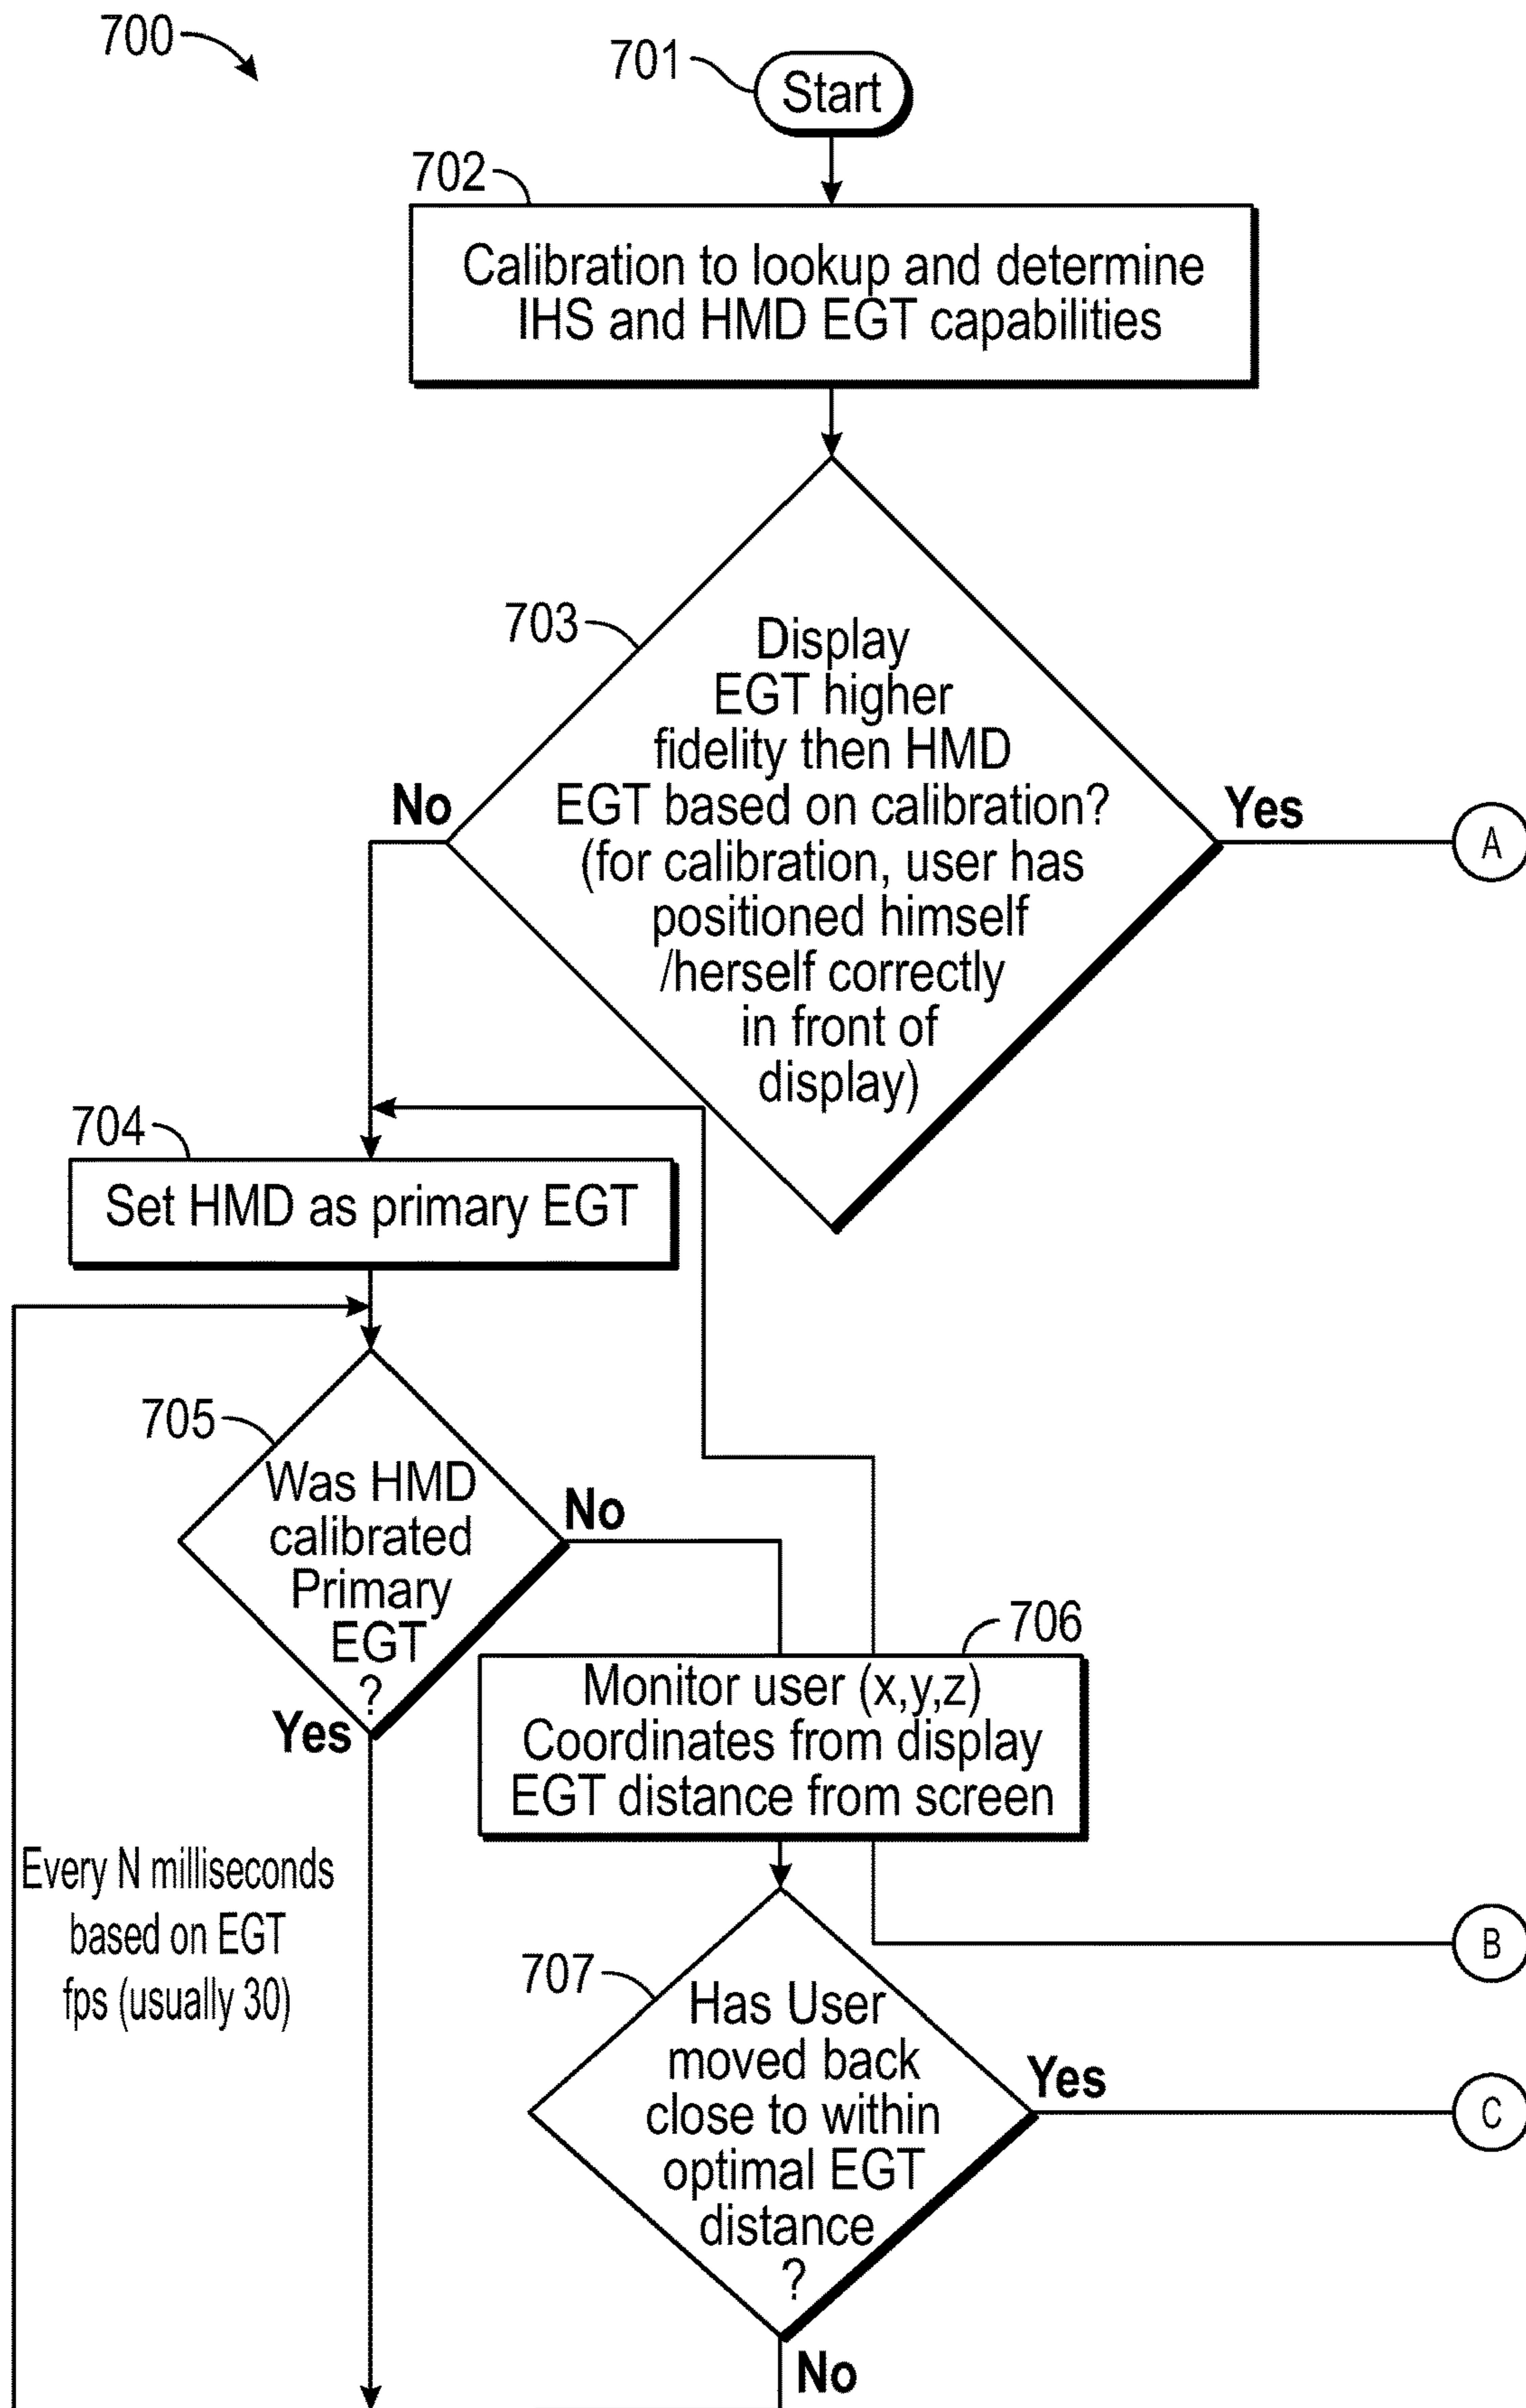 700
701
Start
702
Calibration to lookup and determine
IHS and HMD EGT capabilities
703
Display
EGT higher
fidelity then HMD
EGT based on calibration?
(for calibration, user has
positioned himself
/herself correctly
in front of
display)
No
Yes
A
704
Set HMD as primary EGT
705
Was HMD
calibrated
Primary
EGT
?
No
Yes
706
Monitor user (x,y,z)
Coordinates from display
EGT distance from screen
Every N milliseconds
based on EGT
fps (usually 30)
B
707
Has User
moved back
close to within
optimal EGT
distance
?
Yes
C
No